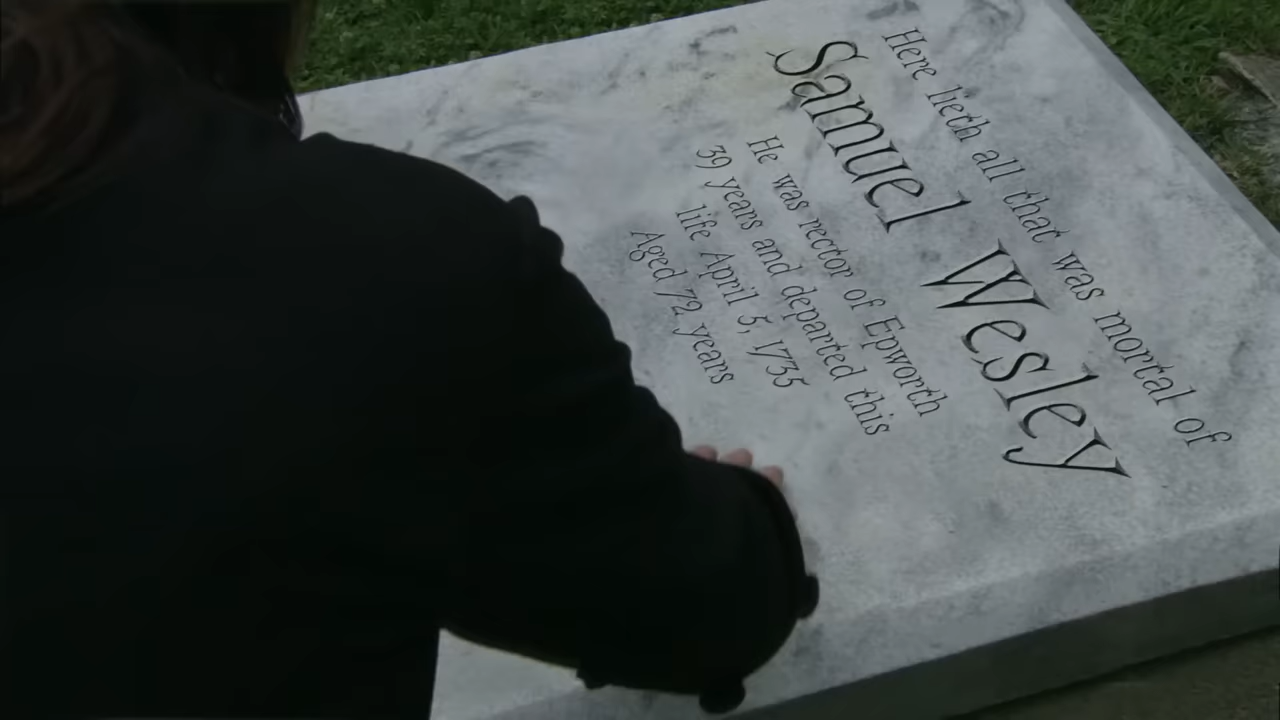 Here lieth all that was mortal of
Samuel Wesley
He was rector of Epworth
39 years and departed this
life April 5, 1735
Aged 72 years